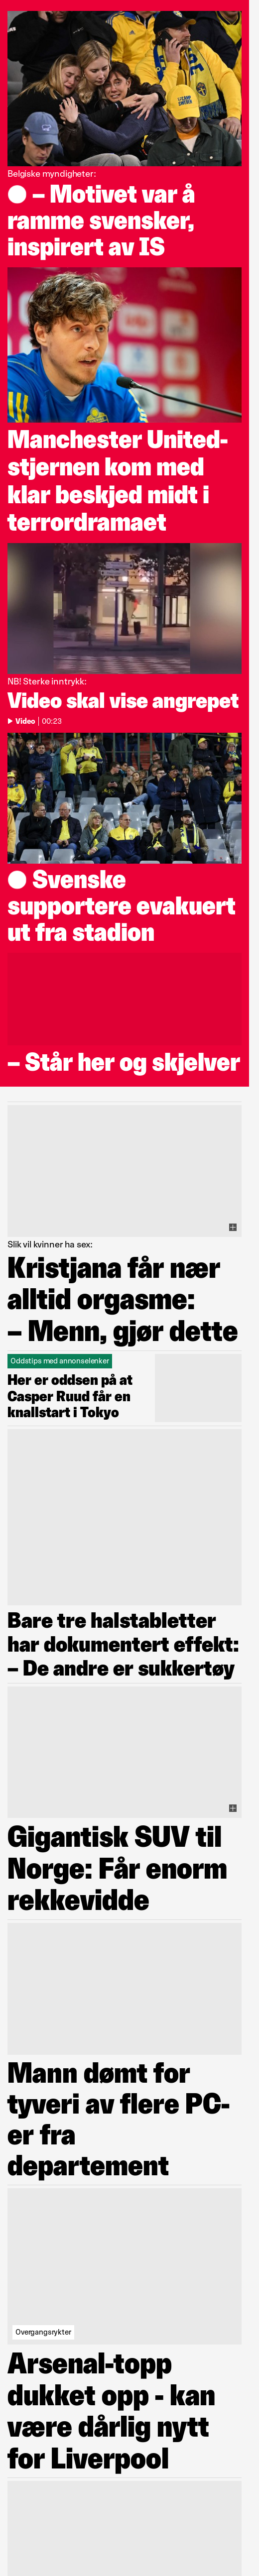 Belgiske myndigheter:
– Motivet var å
ramme svensker,
inspirert av IS
Manchester United-
stjernen kom med
klar beskjed midt i
terrordramaet
NB! Sterke inntrykk:
Video skal vise angrepet
Video | 00:23
Svenske
supportere evakuert
ut fra stadion
– Står her og skjelver
Slik vil kvinner ha sex:
Kristjana får nær
alltid orgasme:
– Menn, gjør dette
Oddstips med annonselenker
Her er oddsen på at
Casper Ruud får en
knallstart i Tokyo
Bare tre halstabletter
har dokumentert effekt:
– De andre er sukkertøy
Gigantisk SUV til
Norge: Får enorm
rekkevidde
Mann dømt for
tyveri av flere PC-
er fra
departement
Overgangsrykter
Arsenal-topp
dukket opp - kan
være dårlig nytt
for Liverpool